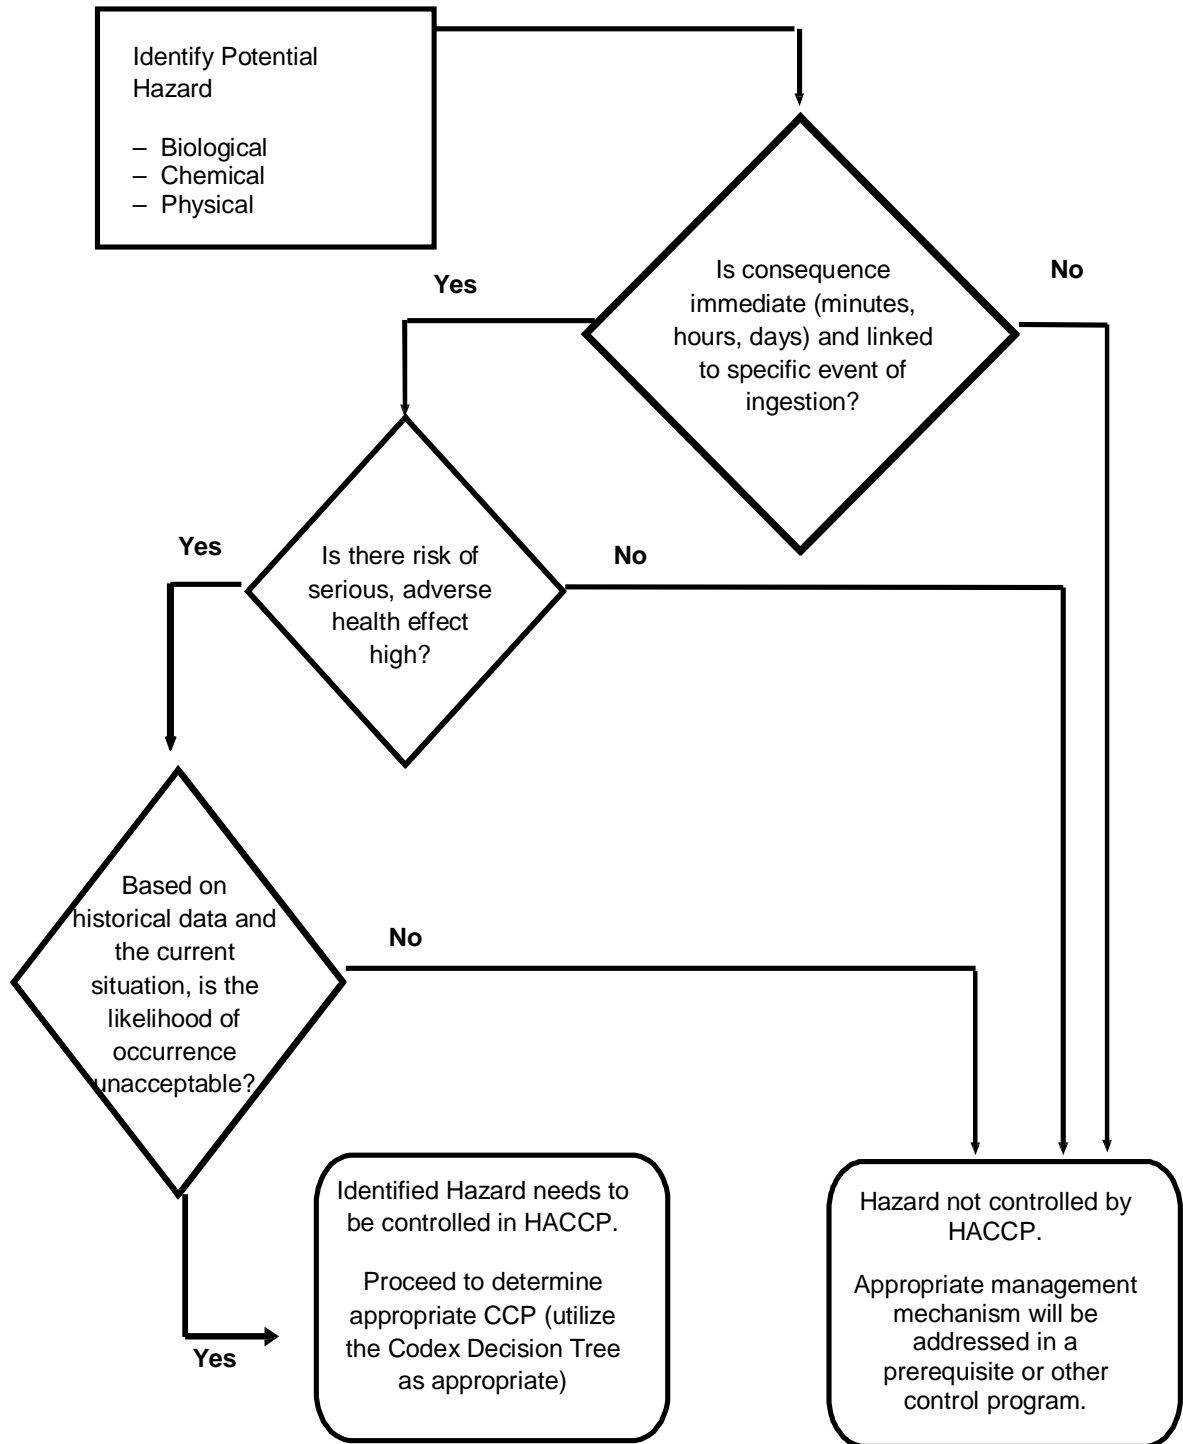 Identify Potential
Hazard
– Biological
– Chemical
– Physical
Is consequence
immediate (minutes,
hours, days) and linked
to specific event of
ingestion?
No
Yes
Is there risk of
serious, adverse
health effect
high?
Yes
No
Based on
historical data and
the current
situation, is the
likelihood of
occurrence
unacceptable?
No
Yes
Identified Hazard needs to
be controlled in HACCP.
Proceed to determine
appropriate CCP (utilize
the Codex Decision Tree
as appropriate)
Hazard not controlled by
HACCP.
Appropriate management
mechanism will be
addressed in a
prerequisite or other
control program.